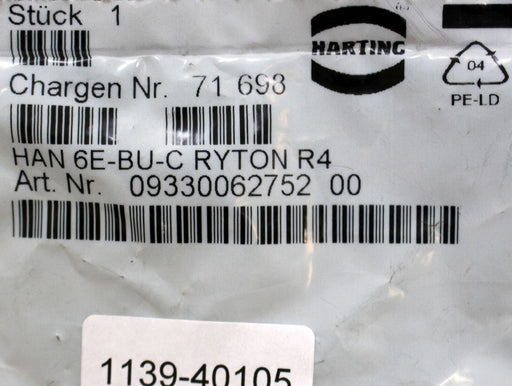 Stück 1
HARTING
04
PE-LD
Chargen Nr. 71 698
HAN 6E-BU-C RYTON R4
Art. Nr. 09330062752 00
1139-40105